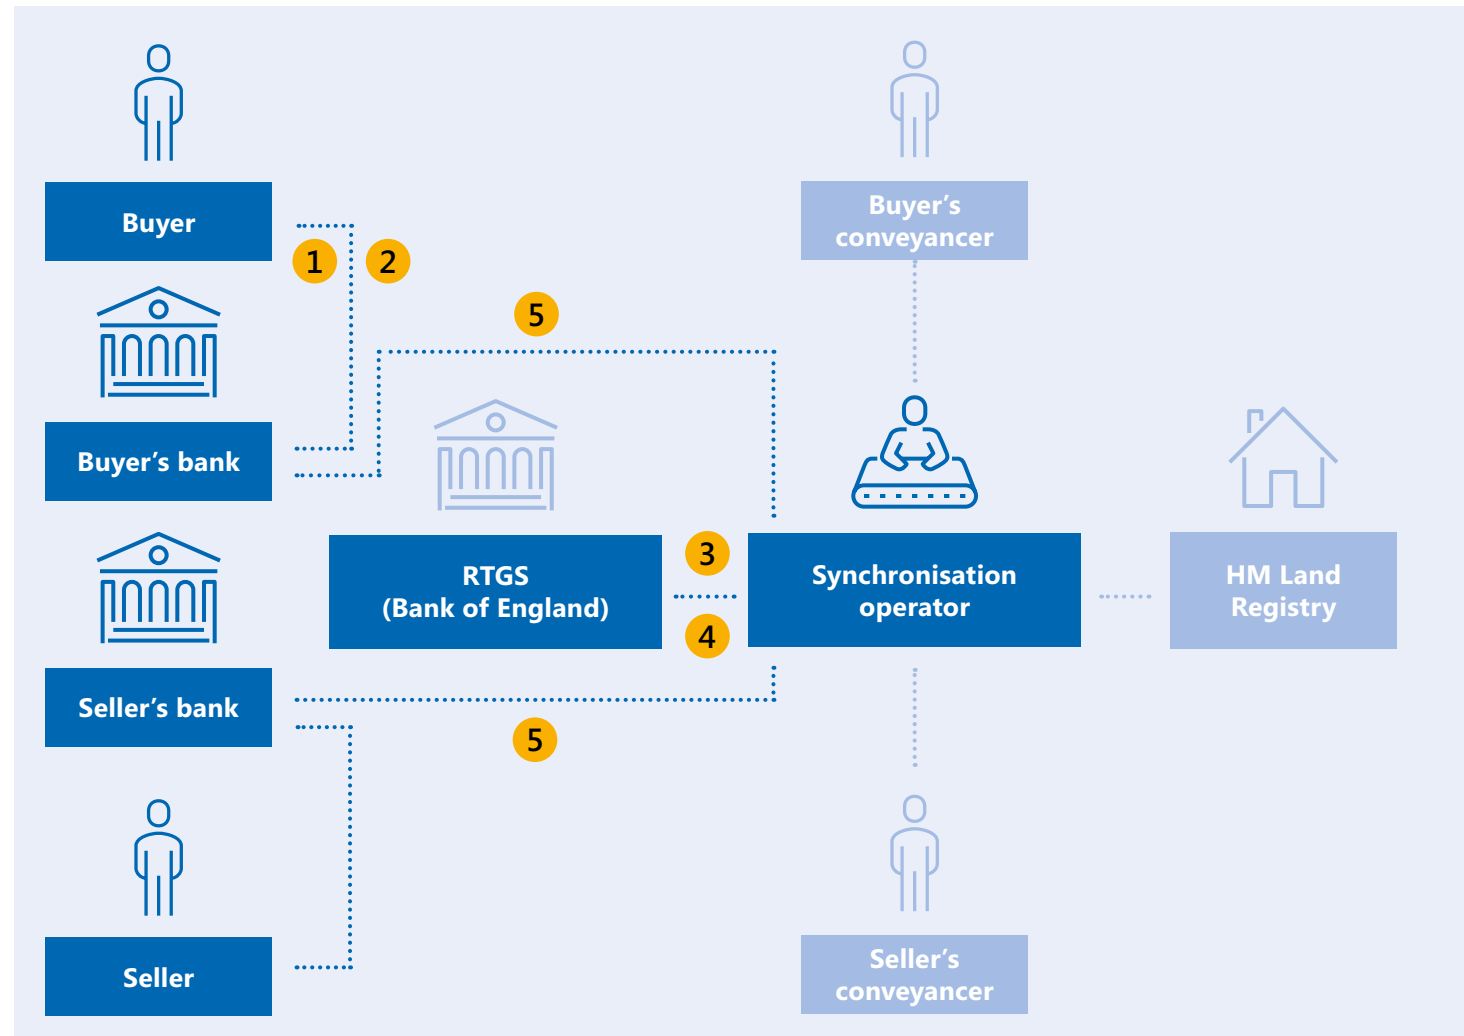 Buyer
Buyer’s
conveyancer
1
2
5
Buyer’s bank
3
RTGS
(Bank of England)
Synchronisation
operator
HM Land
Registry
4
Seller’s bank
5
Seller
Seller’s
conveyancer